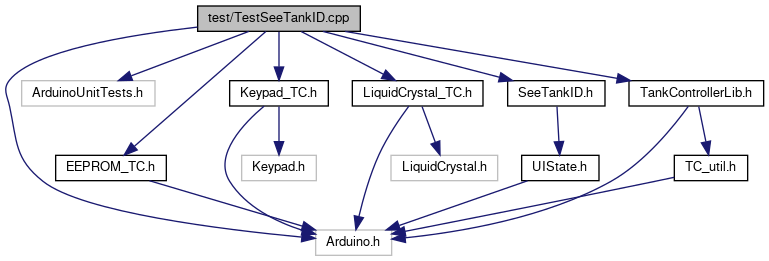 test/TestSeeTankID.cpp
ArduinoUnitTests.h
Keypad_TC.h
LiquidCrystal_TC.h
SeeTankID.h
TankControllerLib.h
EEPROM_TC.h
Keypad.h
LiquidCrystal.h
UIState.h
TC_util.h
Arduino.h